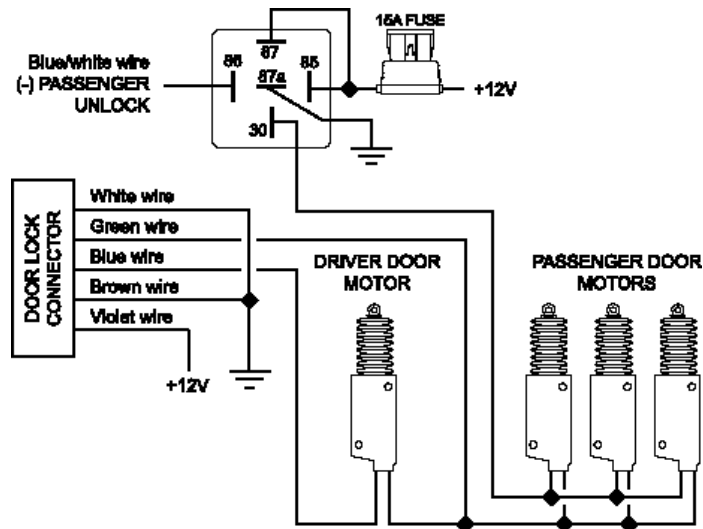 15A FUSE
Blue/white wire
(-) PASSENGER
UNLOCK
86
87
85
87a
30
+12V
DOOR LOCK
CONNECTOR
White wire
Green wire
Blue wire
Brown wire
Violet wire
+12V
DRIVER DOOR
MOTOR
PASSENGER DOOR
MOTORS